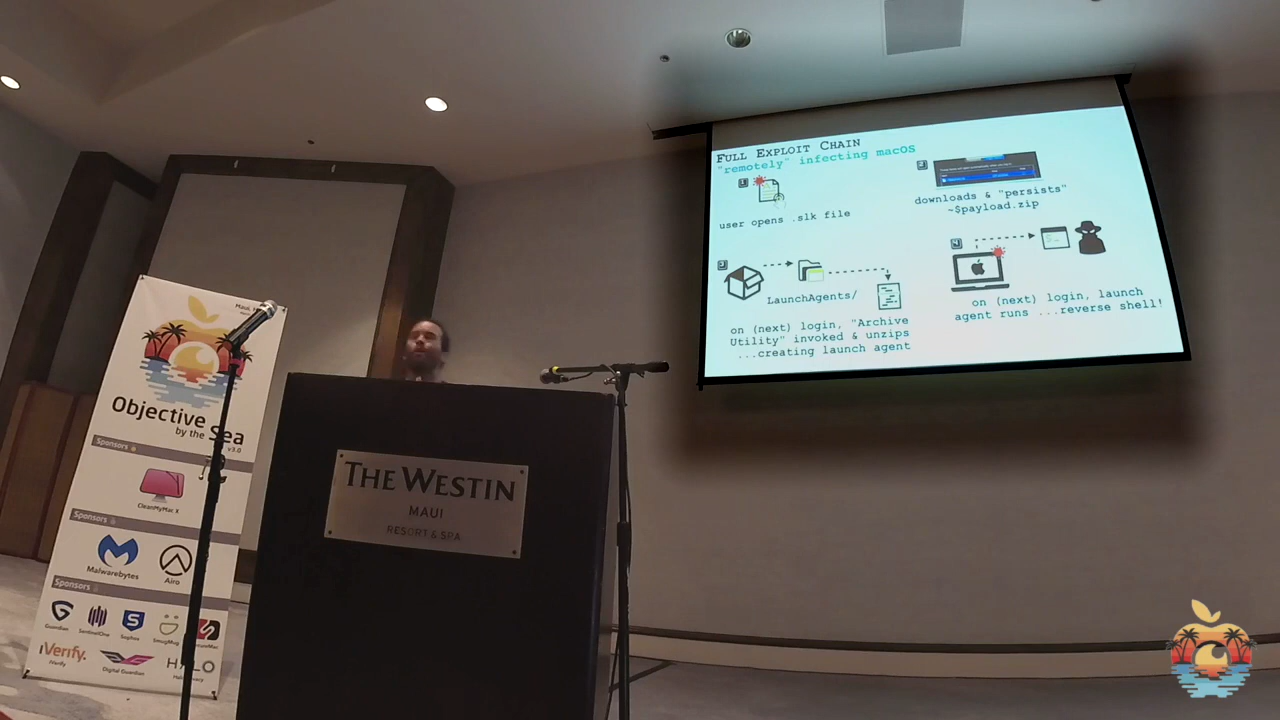 FULL EXPLOIT CHAIN
"remotely" infecting macOS
user opens .slk file
downloads & "persists"
~$payload.zip
LaunchAgents/
on (next) login, "Archive
Utility" invoked & unzips
...creating launch agent
on (next) login, launch
agent runs ...reverse shell!
Objective
by the Sea
v3.0
Sponsors
CleanMyMac X
Sponsors
Malwarebytes
Airo
Sponsors
Guardian
SentinelOne
Sophos
SmugMug
iVerify.
iVerify
Digital Guardian
THE WESTIN
MAUI
RESORT & SPA